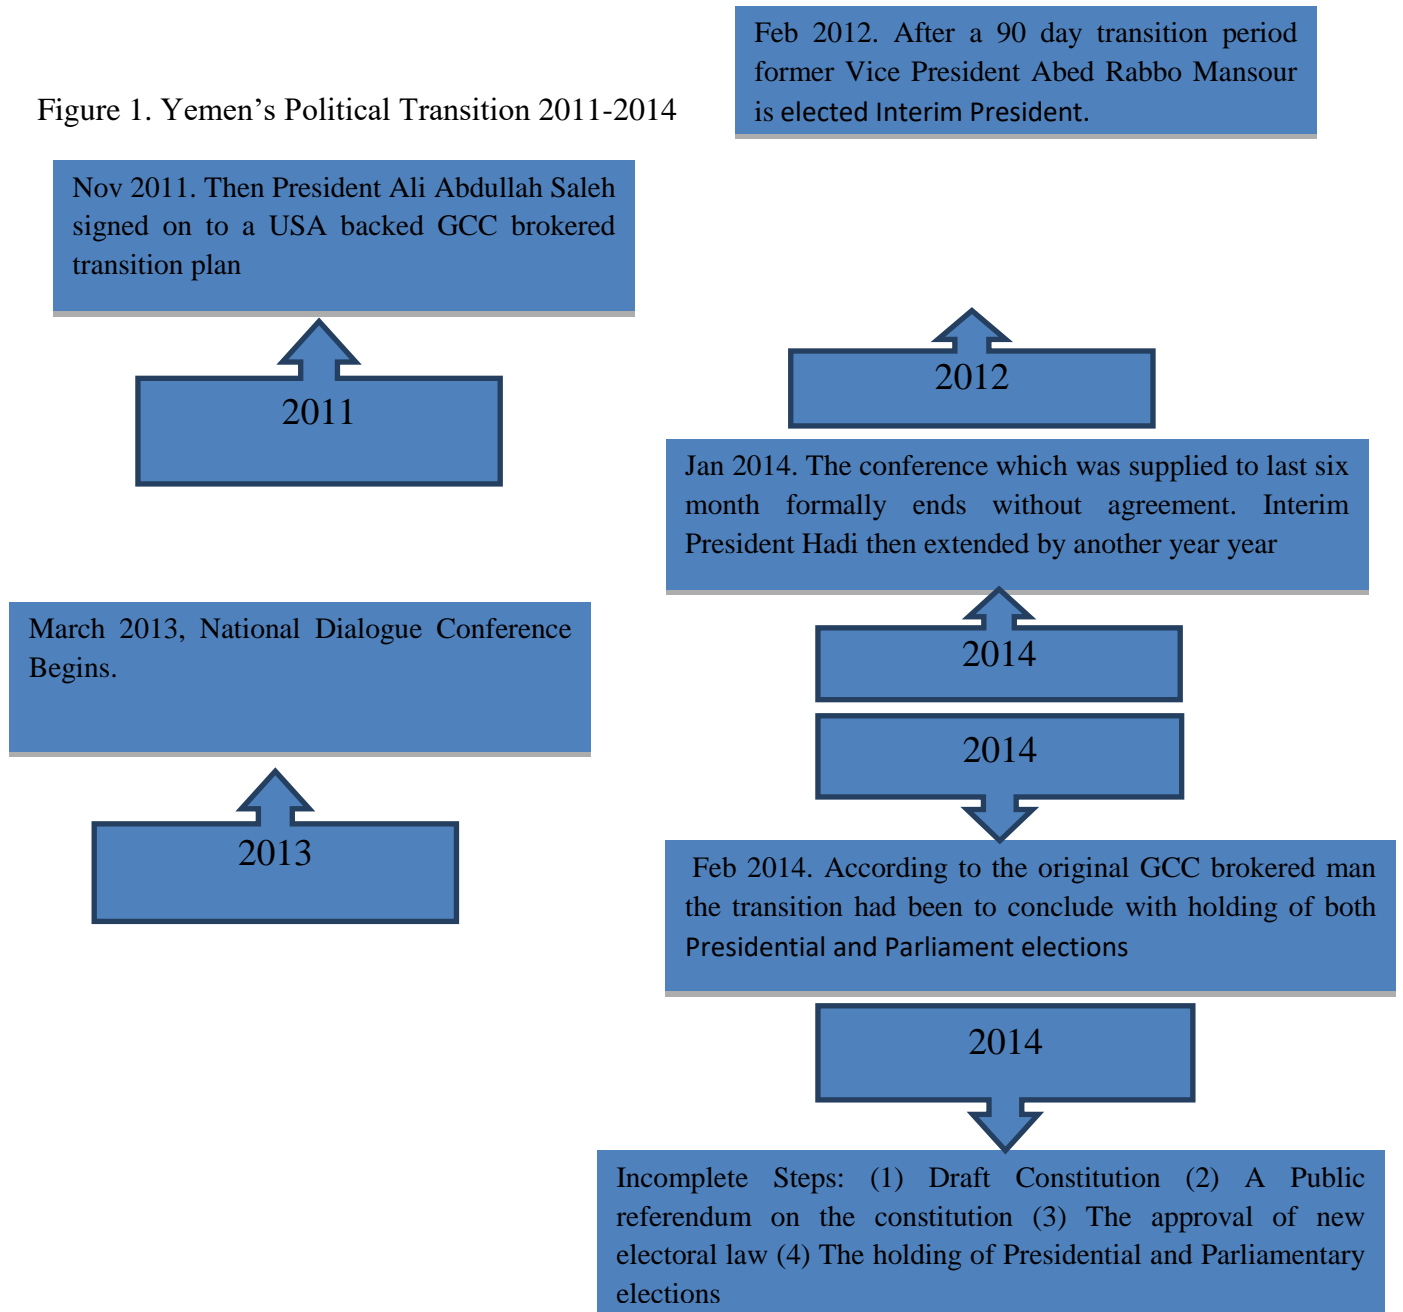 Figure 1. Yemen’s Political Transition 2011-2014
Feb 2012. After a 90 day transition period
former Vice President Abed Rabbo Mansour
is elected Interim President.
Nov 2011. Then President Ali Abdullah Saleh
signed on to a USA backed GCC brokered
transition plan
2011
2012
Jan 2014. The conference which was supplied to last six
month formally ends without agreement. Interim
President Hadi then extended by another year year
March 2013, National Dialogue Conference
Begins.
2013
2014
2014
Feb 2014. According to the original GCC brokered man
the transition had been to conclude with holding of both
Presidential and Parliament elections
2014
Incomplete Steps: (1) Draft Constitution (2) A Public
referendum on the constitution (3) The approval of new
electoral law (4) The holding of Presidential and Parliamentary
elections